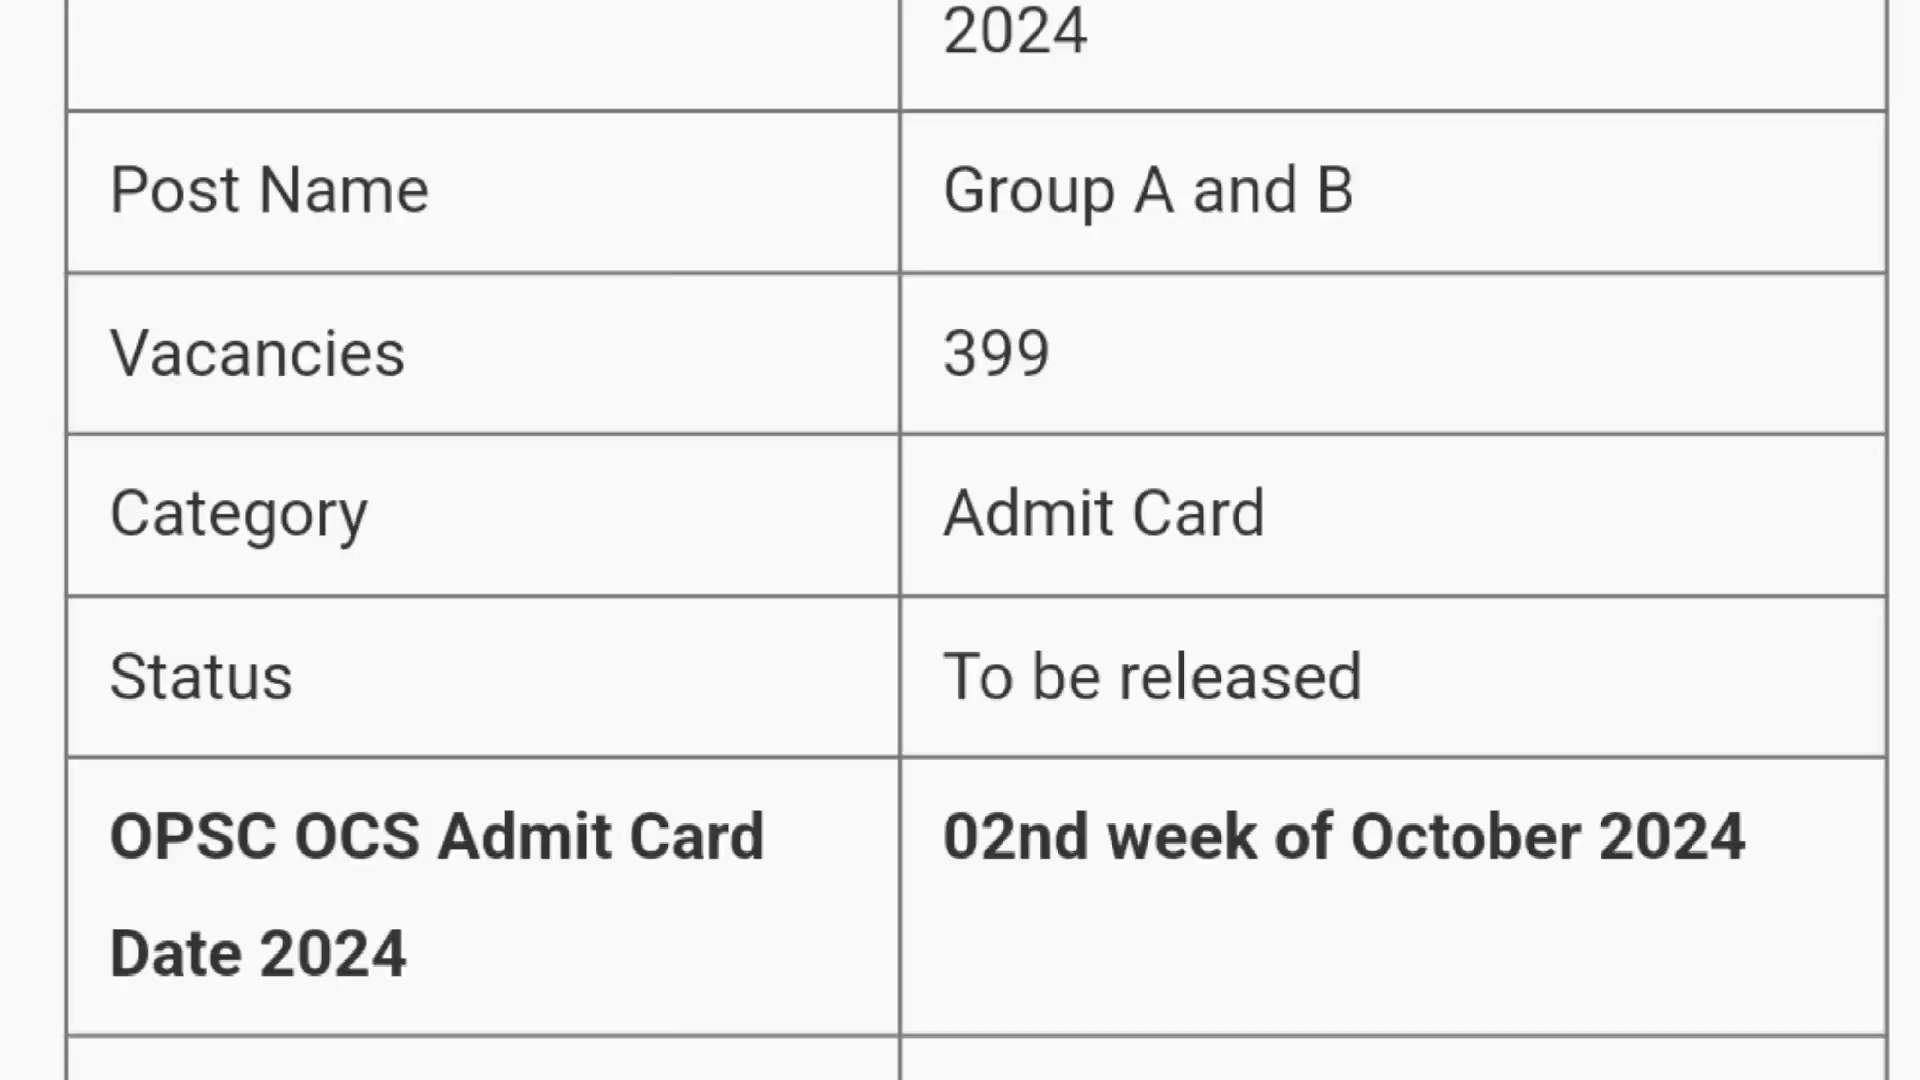 2024
Post Name
Group A and B
Vacancies
399
Category
Admit Card
Status
To be released
OPSC OCS Admit Card
Date 2024
02nd week of October 2024